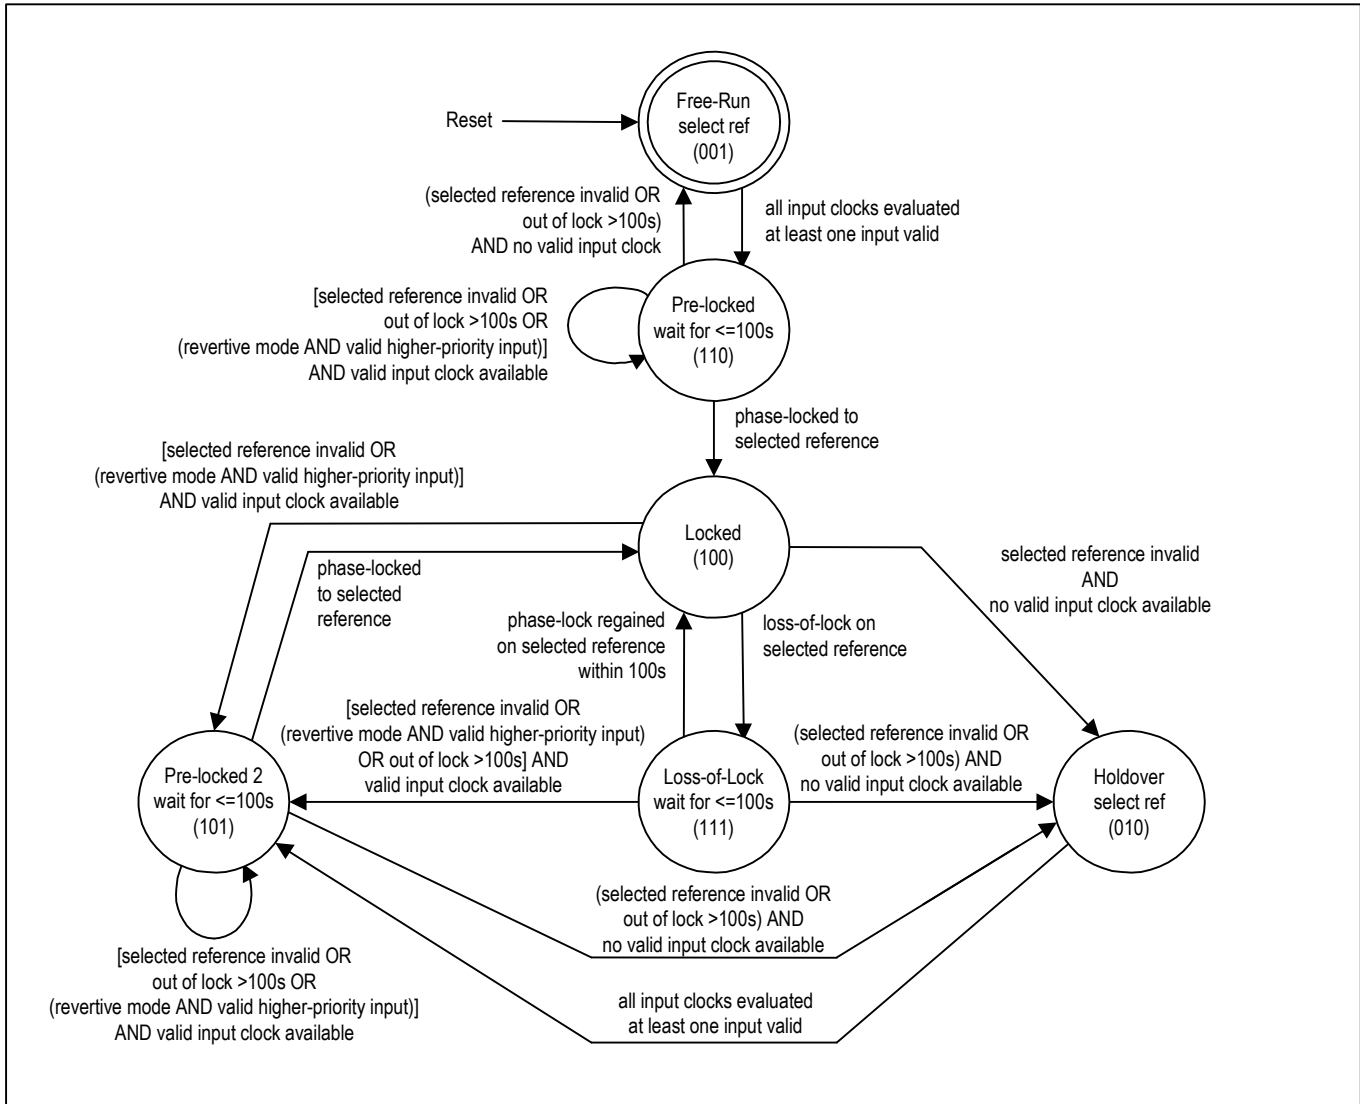 Free-Run
select ref
(001)
Reset
(selected reference invalid OR
out of lock >100s)
AND no valid input clock
all input clocks evaluated
at least one input valid
[selected reference invalid OR
out of lock >100s OR
(revertive mode AND valid higher-priority input)]
AND valid input clock available
Pre-locked
wait for <=100s
(110)
phase-locked to
selected reference
[selected reference invalid OR
(revertive mode AND valid higher-priority input)]
AND valid input clock available
Locked
(100)
phase-locked
to selected
reference
selected reference invalid
AND
no valid input clock available
phase-lock regained
on selected reference
within 100s
loss-of-lock on
selected reference
[selected reference invalid OR
(revertive mode AND valid higher-priority input)
OR out of lock >100s] AND
valid input clock available
(selected reference invalid OR
out of lock >100s) AND
no valid input clock available
Pre-locked 2
wait for <=100s
(101)
Loss-of-Lock
wait for <=100s
(111)
Holdover
select ref
(010)
(selected reference invalid OR
out of lock >100s) AND
no valid input clock available
[selected reference invalid OR
out of lock >100s OR
(revertive mode AND valid higher-priority input)]
AND valid input clock available
all input clocks evaluated
at least one input valid